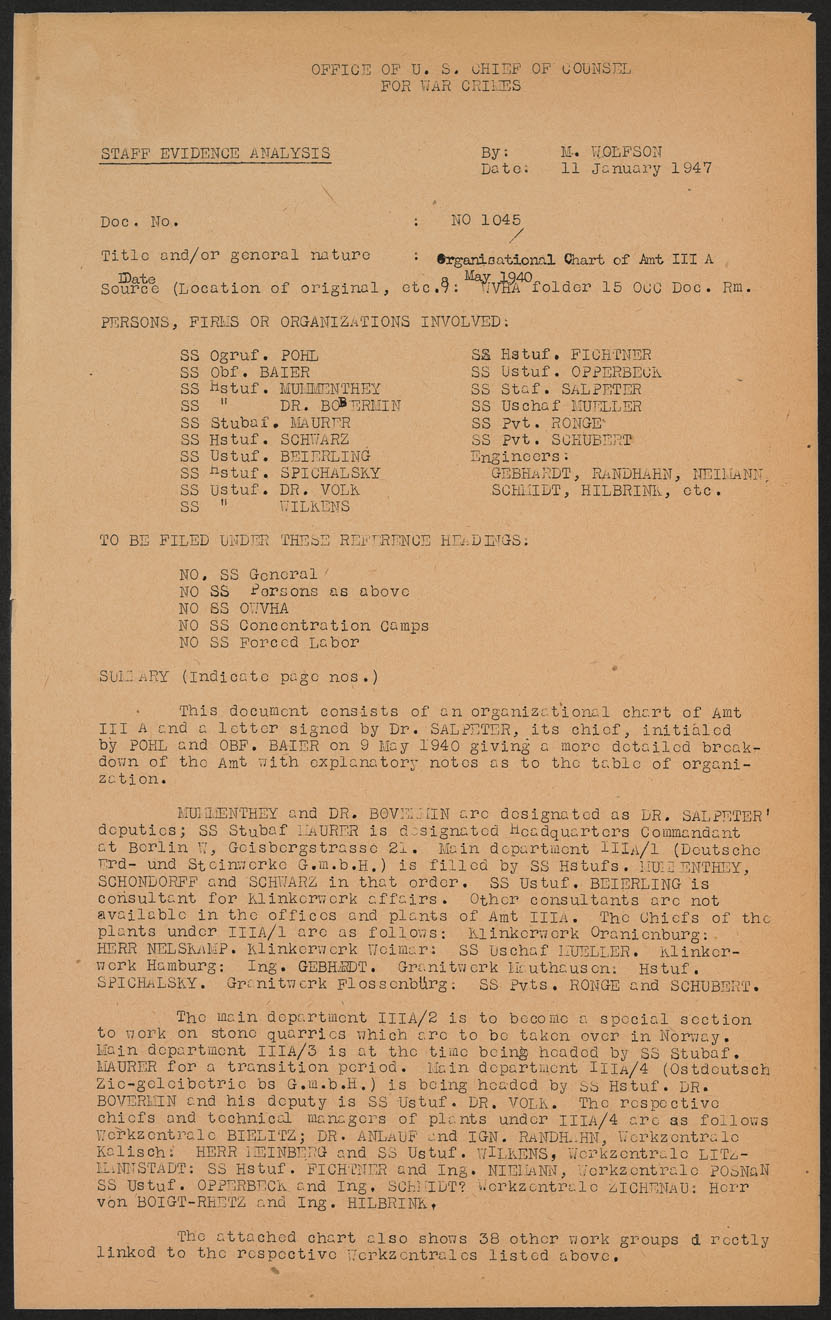 OFFICE OF U. S. CHIEF OF COUNSEL
FOR WAR CRIMES
STAFF EVIDENCE ANALYSIS By: M. WOLFSON
Date: 11 January 1947
Doc. No. : NO 1045
Title and/or general nature : Organisational Chart of Amt III A
Date 9 May 1940
Source (Location of original, etc.): WVHA folder 15 OCC Doc. Rm.
PERSONS, FIRMS OR ORGANIZATIONS INVOLVED:
SS Ogruf. POHL SS Hstuf. FICHTNER
SS Obf. BAIER SS Ustuf. OPPERBECK
SS Hstuf. MUMMENTHEY SS Staf. SALPETER
SS " DR. BOBERMIN SS Uschaf MUELLER
SS Stubaf. MAURER SS Pvt. RONGE
SS Hstuf. SCHWARZ SS Pvt. SCHUBERT
SS Ustuf. BEIERLING Engineers:
SS Hstuf. SPICHALSKY GEBHARDT, RANDHAHN, NEIMANN,
SS Ustuf. DR. VOLK SCHMIDT, HILBRINK, etc.
SS " WILKENS
TO BE FILED UNDER THESE REFERENCE HEADINGS:
NO. SS General
NO SS Persons as above
NO SS OWVHA
NO SS Concentration Camps
NO SS Forced Labor
SUMMARY (Indicate page nos.)
This document consists of an organizational chart of Amt
III A and a letter signed by Dr. SALPETER, its chief, initialed
by POHL and OBF. BAIER on 9 May 1940 giving a more detailed break-
down of the Amt with explanatory notes as to the table of organi-
zation.
MUMMENTHEY and DR. BOVERMIN are designated as DR. SALPETER'
deputies; SS Stubaf MAURER is designated Headquarters Commandant
at Berlin W, Geisbergstrasse 21. Main department IIIA/1 (Deutsche
Erd- und Steinwerke G.m.b.H.) is filled by SS Hstufs. MUMMENTHEY,
SCHONDORFF and SCHWARZ in that order. SS Ustuf. BEIERLING is
consultant for Klinkerwerk affairs. Other consultants are not
available in the offices and plants of Amt IIIA. The Chiefs of the
plants under IIIA/1 are as follows: Klinkerwerk Oranienburg:
HERR NELSKAMP. Klinkerwerk Weimar: SS Uschaf MUELLER. Klinker-
werk Hamburg: Ing. GEBHRDT. Granitwerk Mauthausen: Hstuf.
SPICHALSKY. Granitwerk Flossenbürg: SS Pvts. RONGE and SCHUBERT.
The main department IIIA/2 is to become a special section
to work on stone quarries which are to be taken over in Norway.
Main department IIIA/3 is at the time being headed by SS Stubaf.
MAURER for a transition period. Main department IIIA/4 (Ostdeutsch
Zie-geleibetrie bs G.m.b.H.) is being headed by SS Hstuf. DR.
BOVERMIN and his deputy is SS Ustuf. DR. VOLK. The respective
chiefs and technical managers of plants under IIIA/4 are as follows
Werkzentrale BIELITZ; DR. ANLAUF and IGN. RANDHAHN, Werkzentrale
Kalisch: HERR MEINBERG and SS Ustuf. WILKENS, Werkzentrale LITZ-
MANNSTADT: SS Hstuf. FICHTNER and Ing. NIEMANN, Werkzentrale POSNAN
SS Ustuf. OPPERBECK and Ing. SCHMIDT? Werkzentrale ZICHENAU: Herr
von BOIGT-RHETZ and Ing. HILBRINK.
The attached chart also shows 38 other work groups d rectly
linked to the respective Werkzentrales listed above.